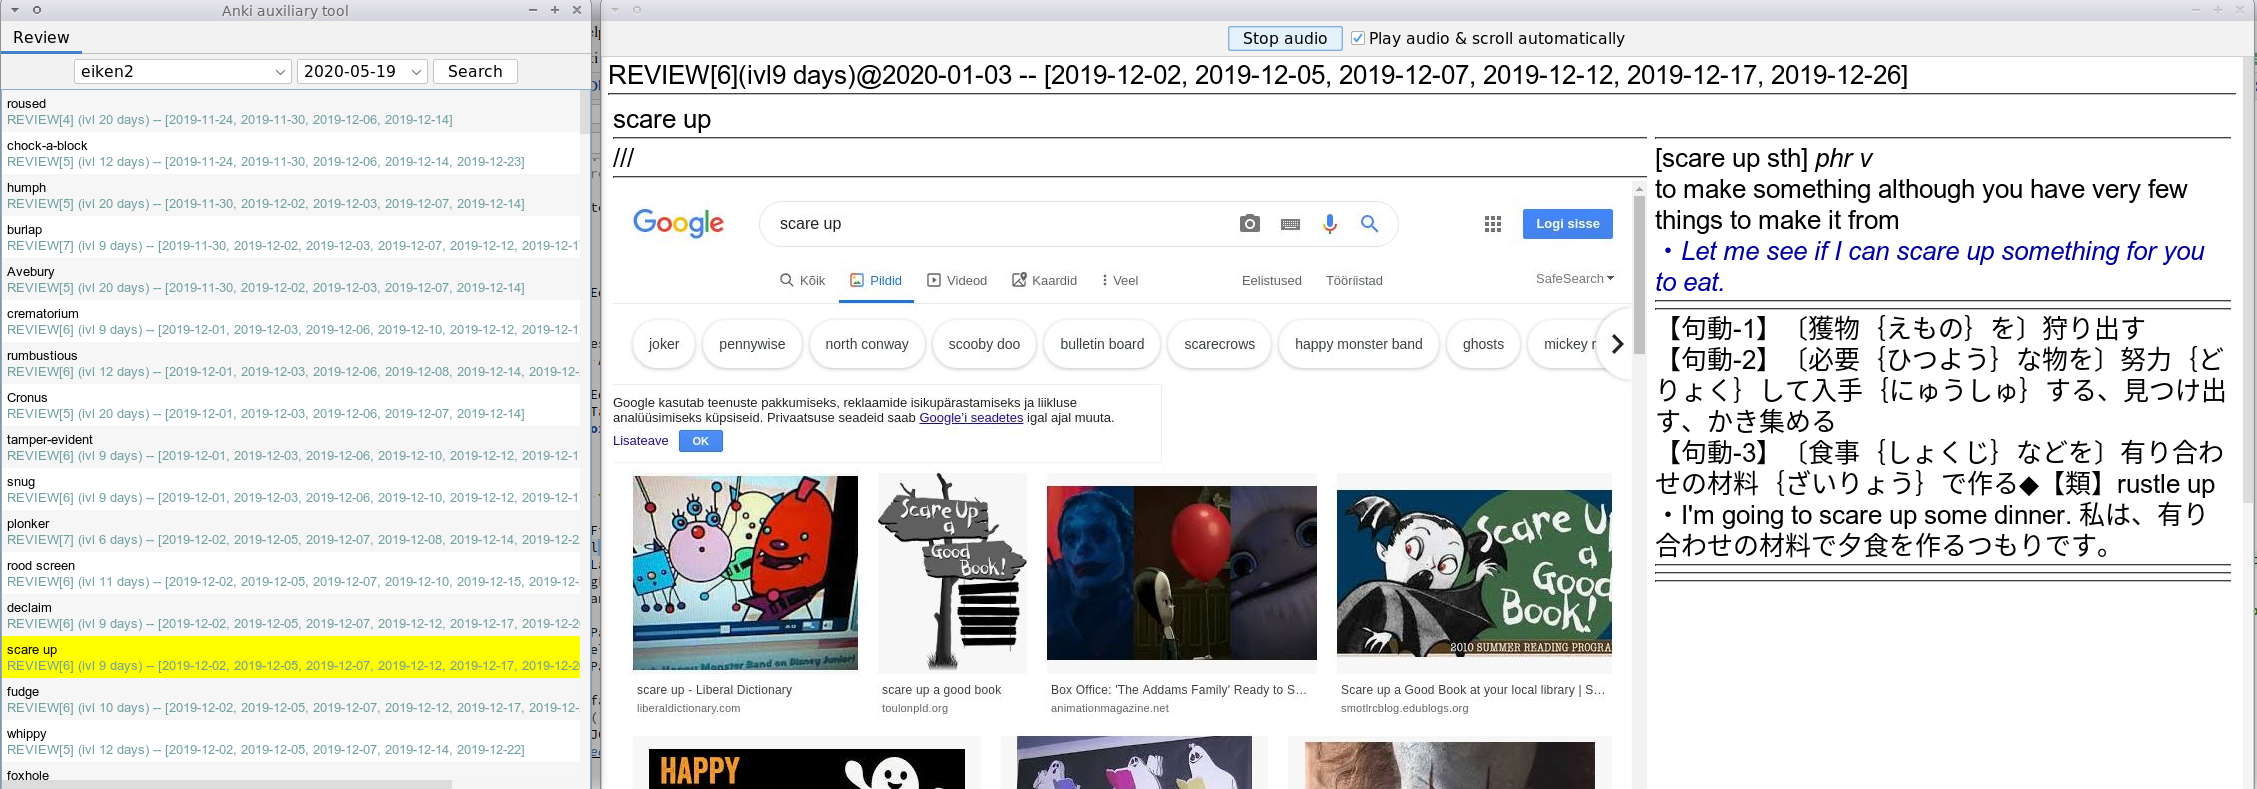 Anki auxiliary tool
Review
eiken2
2020-05-19
Search
roused
REVIEW[4] (ivl 20 days) -- [2019-11-24, 2019-11-30, 2019-12-06, 2019-12-14]
chock-a-block
REVIEW[5] (ivl 12 days) -- [2019-11-24, 2019-11-30, 2019-12-06, 2019-12-14, 2019-12-23]
humph
REVIEW[5] (ivl 20 days) -- [2019-11-30, 2019-12-02, 2019-12-03, 2019-12-07, 2019-12-14]
burlap
REVIEW[7] (ivl 9 days) -- [2019-11-30, 2019-12-02, 2019-12-03, 2019-12-07, 2019-12-12, 2019-12-1
Avebury
REVIEW[5] (ivl 20 days) -- [2019-11-30, 2019-12-02, 2019-12-03, 2019-12-07, 2019-12-14]
crematorium
REVIEW[6] (ivl 9 days) -- [2019-12-01, 2019-12-03, 2019-12-06, 2019-12-10, 2019-12-12, 2019-12-1
rumbustious
REVIEW[6] (ivl 12 days) -- [2019-12-01, 2019-12-03, 2019-12-06, 2019-12-08, 2019-12-14, 2019-12-
Cronus
REVIEW[5] (ivl 20 days) -- [2019-12-01, 2019-12-03, 2019-12-06, 2019-12-07, 2019-12-14]
tamper-evident
REVIEW[6] (ivl 9 days) -- [2019-12-01, 2019-12-03, 2019-12-06, 2019-12-10, 2019-12-12, 2019-12-1
snug
REVIEW[6] (ivl 9 days) -- [2019-12-01, 2019-12-03, 2019-12-06, 2019-12-10, 2019-12-12, 2019-12-1
plonker
REVIEW[7] (ivl 6 days) -- [2019-12-02, 2019-12-05, 2019-12-07, 2019-12-08, 2019-12-14, 2019-12-2
rood screen
REVIEW[6] (ivl 11 days) -- [2019-12-02, 2019-12-05, 2019-12-07, 2019-12-10, 2019-12-15, 2019-12-
declaim
REVIEW[6] (ivl 9 days) -- [2019-12-02, 2019-12-05, 2019-12-07, 2019-12-12, 2019-12-17, 2019-12-2
scare up
REVIEW[6] (ivl 9 days) -- [2019-12-02, 2019-12-05, 2019-12-07, 2019-12-12, 2019-12-17, 2019-12-2
fudge
REVIEW[6] (ivl 10 days) -- [2019-12-02, 2019-12-05, 2019-12-07, 2019-12-12, 2019-12-17, 2019-12-
whippy
REVIEW[5] (ivl 12 days) -- [2019-12-02, 2019-12-05, 2019-12-07, 2019-12-14, 2019-12-22]
foxhole
Stop audio
Play audio & scroll automatically
REVIEW[6](ivl9 days)@2020-01-03 -- [2019-12-02, 2019-12-05, 2019-12-07, 2019-12-12, 2019-12-17, 2019-12-26]
scare up
///
Google
scare up
Logi sisse
Kõik
Pildid
Videod
Kaardid
Veel
Eelistused
Tööriistad
SafeSearch
joker
pennywise
north conway
scooby doo
bulletin board
scarecrows
happy monster band
ghosts
mickey
Google kasutab teenuste pakkumiseks, reklaamide isikupärastamiseks ja liikluse
analüüsimiseks küpsiseid. Privaatsuse seadeid saab Google'i seadetes igal ajal muuta.
Lisateave
OK
Scare Up
a
Good
Book!
Scare Up
a
Good
Book!
2010 SUMMER READING PROGRA
scare up - Liberal Dictionary
liberaldictionary.com
scare up a good book
toulonpld.org
Box Office: 'The Addams Family' Ready to S...
animationmagazine.net
Scare up a Good Book at your local library | S...
smotlrcblog.edublogs.org
HAPPY
[scare up sth] phr v
to make something although you have very few
things to make it from
・Let me see if I can scare up something for you
to eat.
【句動-1】〔獲物｛えもの｝を〕狩り出す
【句動-2】〔必要｛ひつよう｝な物を〕努力｛ど
りょく｝して入手｛にゅうしゅ｝する、見つけ出
す、かき集める
【句動-3】〔食事｛しょくじ｝などを〕有り合わ
せの材料｛ざいりょう｝で作る◆【類】rustle up
・I'm going to scare up some dinner. 私は、有り
合わせの材料で夕食を作るつもりです。